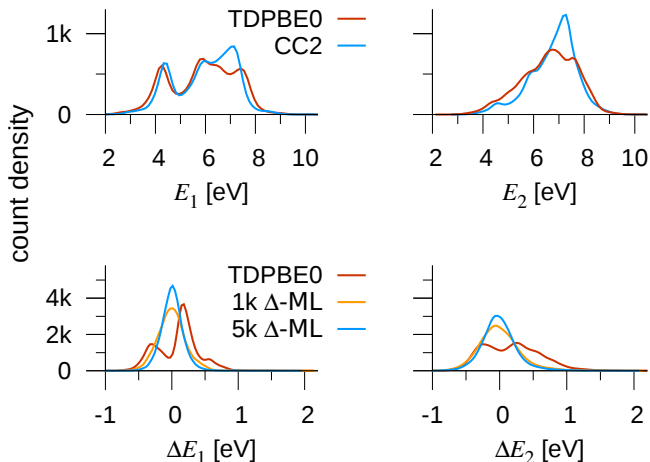 TDPBE0
CC2
1k
0
2 4 6 8 10
E1 [eV]
2 4 6 8 10
E2 [eV]
count density
TDPBE0
1k Δ-ML
5k Δ-ML
4k
2k
0
-1 0 1 2
ΔE1 [eV]
-1 0 1 2
ΔE2 [eV]